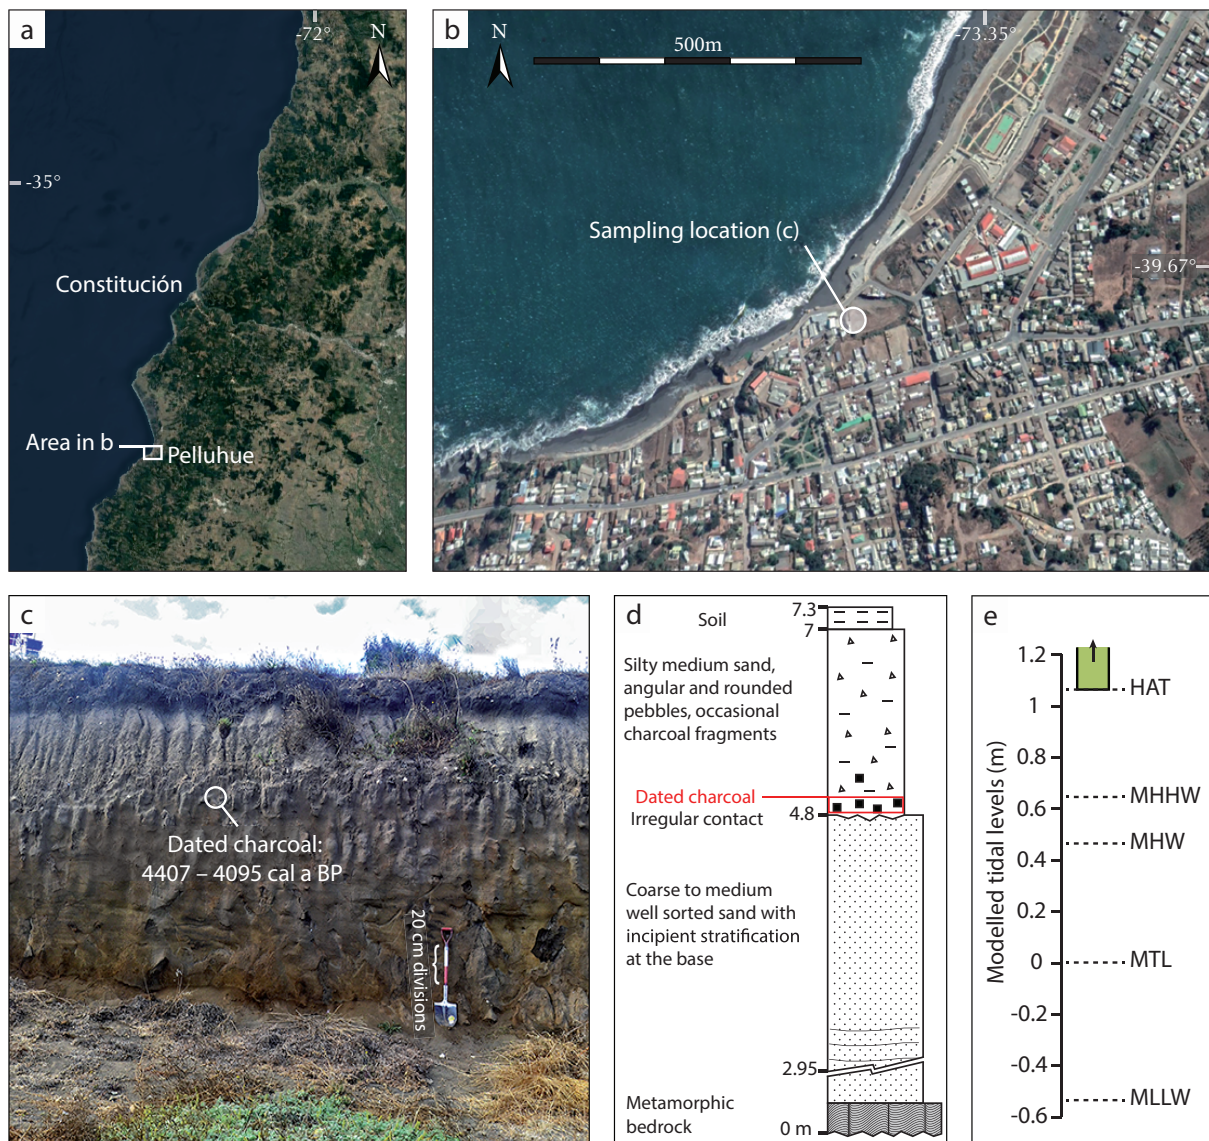 a
-72°
N
-35°
Constitución
Area in b
Pelluhue
b
N
500m
-73.35°
Sampling location (c)
-39.67°
c
Dated charcoal:
4407 – 4095 cal a BP
20 cm divisions
d
Soil
7.3
7
Silty medium sand,
angular and rounded
pebbles, occasional
charcoal fragments
Dated charcoal
Irregular contact
4.8
Coarse to medium
well sorted sand with
incipient stratification
at the base
2.95
Metamorphic
bedrock
0 m
e
Modelled tidal levels (m)
1.2
1
0.8
0.6
0.4
0.2
0
-0.2
-0.4
-0.6
HAT
MHHW
MHW
MTL
MLLW